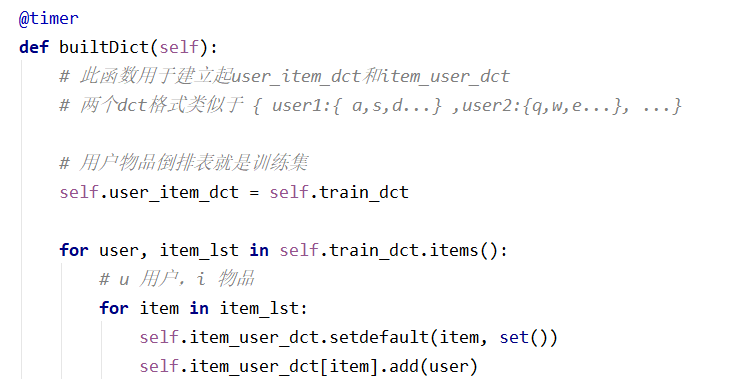 @timer
def builtDict(self):
    # 此函数用于建立起user_item_dct和item_user_dct
    # 两个dct格式类似于 { user1:{ a,s,d...} ,user2:{q,w,e...}, ...}
    # 用户物品倒排表就是训练集
    self.user_item_dct = self.train_dct
    for user, item_lst in self.train_dct.items():
        # u 用户，i 物品
        for item in item_lst:
            self.item_user_dct.setdefault(item, set())
            self.item_user_dct[item].add(user)